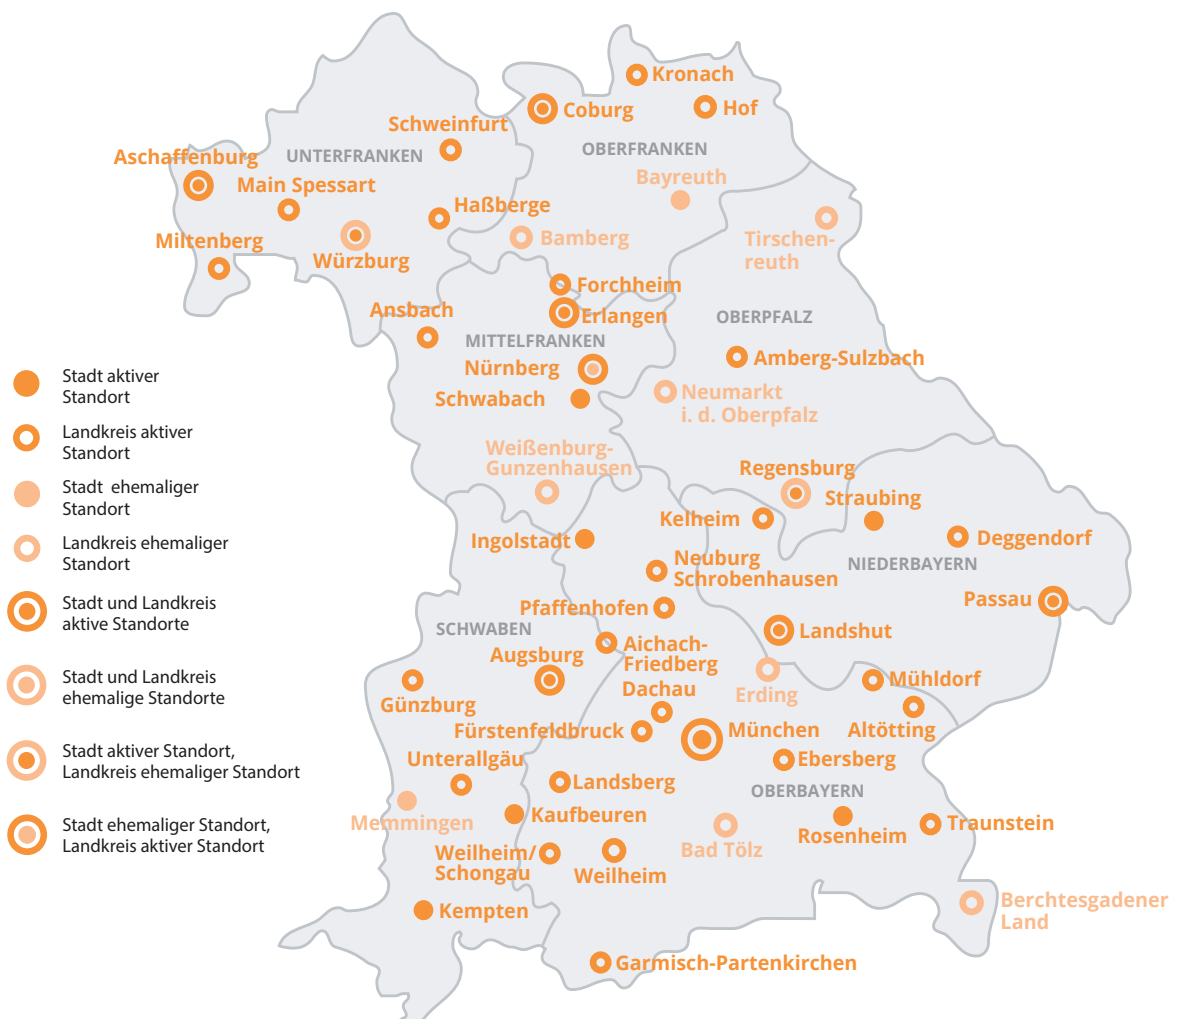 Kronach
Coburg
Hof
Schweinfurt
OBERFRANKEN
Aschaffenburg
UNTERFRANKEN
Bayreuth
Main Spessart
Haßberge
Miltenberg
Bamberg
Tirschen-
reuth
Würzburg
Forchheim
Ansbach
Erlangen
OBERPFALZ
MITTELFRANKEN
Amberg-Sulzbach
Nürnberg
Schwabach
Neumarkt
i. d. Oberpfalz
Weißenburg-
Gunzenhausen
Regensburg
Straubing
Kelheim
Ingolstadt
Deggendorf
Neuburg
Schrobenhausen
NIEDERBAYERN
Pfaffenhofen
Passau
SCHWABEN
Landshut
Aichach-
Friedberg
Augsburg
Mühldorf
Dachau
Erding
Günzburg
Altötting
Fürstenfeldbruck
München
Unterallgäu
Ebersberg
Landsberg
OBERBAYERN
Memmingen
Kaufbeuren
Rosenheim
Traunstein
Weilheim/
Schongau
Weilheim
Bad Tölz
Kempten
Berchtesgadener
Land
Garmisch-Partenkirchen
Stadt aktiver
Standort
Landkreis aktiver
Standort
Stadt ehemaliger
Standort
Landkreis ehemaliger
Standort
Stadt und Landkreis
aktive Standorte
Stadt und Landkreis
ehemalige Standorte
Stadt aktiver Standort,
Landkreis ehemaliger Standort
Stadt ehemaliger Standort,
Landkreis aktiver Standort